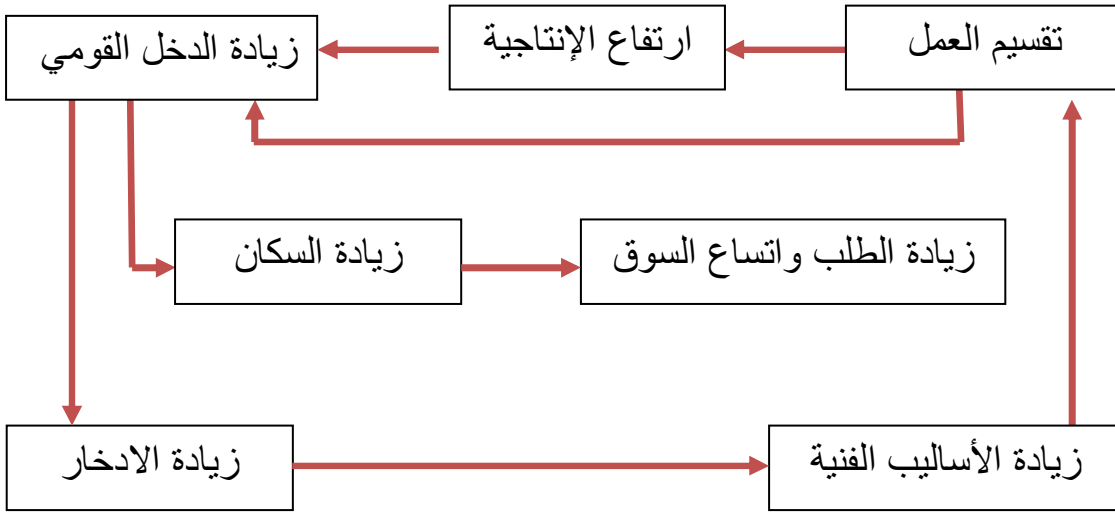 تقسيم العمل
ارتفاع الإنتاجية
زيادة الدخل القومي
زيادة السكان
زيادة الطلب واتساع السوق
زيادة الادخار
زيادة الأساليب الفنية